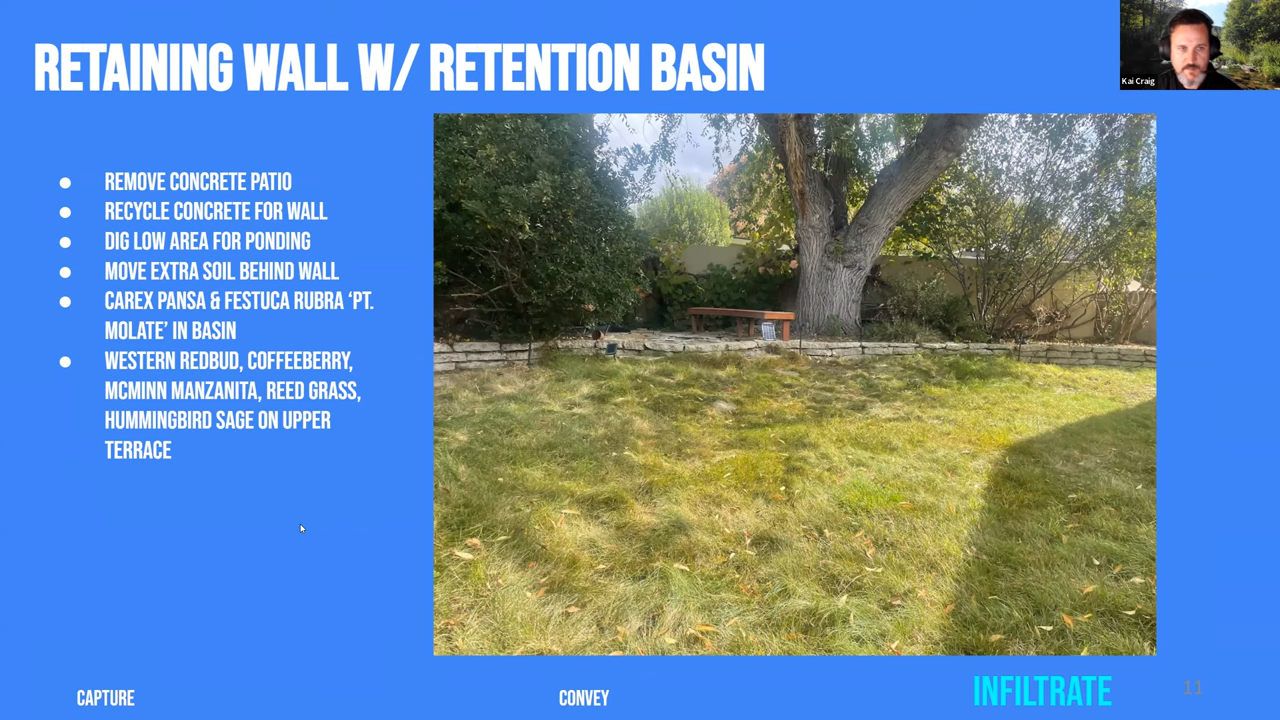 RETAINING WALL W/ RETENTION BASIN
Kai Craig
● REMOVE CONCRETE PATIO
● RECYCLE CONCRETE FOR WALL
● DIG LOW AREA FOR PONDING
● MOVE EXTRA SOIL BEHIND WALL
● CAREX PANSA & FESTUCA RUBRA ‘PT.
MOLATE’ IN BASIN
● WESTERN REDBUD, COFFEEBERRY,
MCMINN MANZANITA, REED GRASS,
HUMMINGBIRD SAGE ON UPPER
TERRACE
CAPTURE
CONVEY
INFILTRATE
11